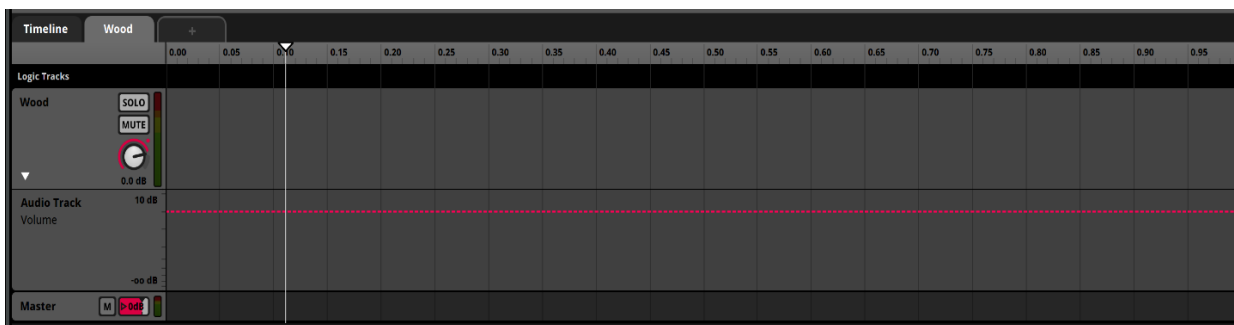 Timeline Wood +
0.00 0.05 0.10 0.15 0.20 0.25 0.30 0.35 0.40 0.45 0.50 0.55 0.60 0.65 0.70 0.75 0.80 0.85 0.90 0.95
Logic Tracks
Wood SOLO
MUTE
0.0 dB
Audio Track 10 dB
Volume
-oo dB
Master M >0dB